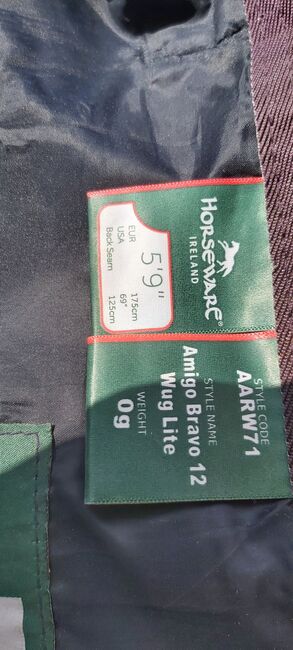 HORSEWARE®
IRELAND
5'9"
EUR 175cm
USA 69"
Back Seam 125cm
STYLE CODE
AARW71
STYLE NAME
Amigo Bravo 12
Wug Lite
WEIGHT
0g